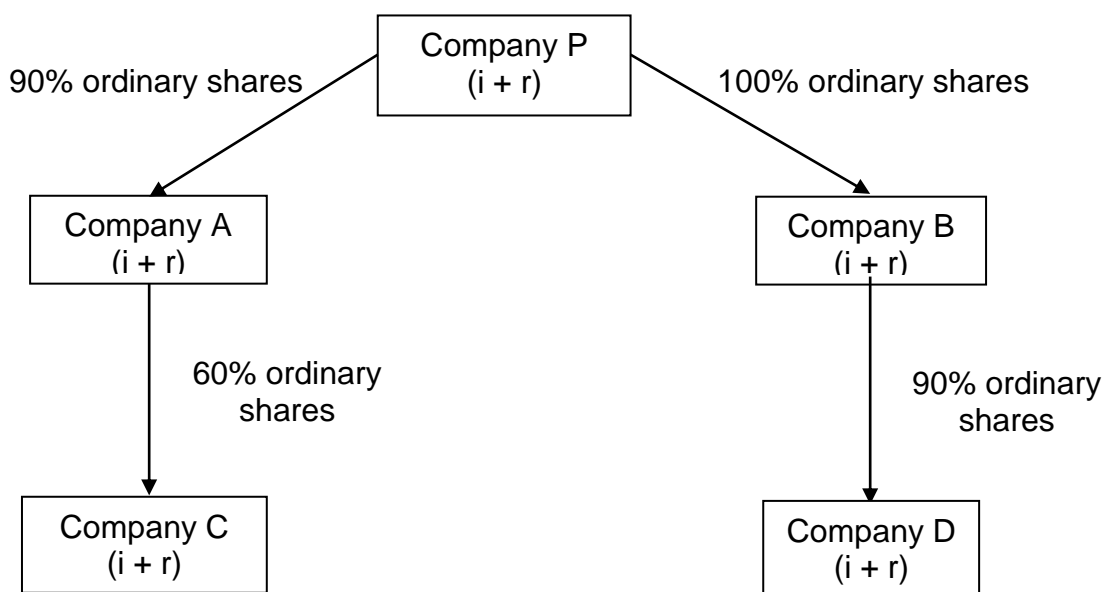 Company P
(i + r)
90% ordinary shares
100% ordinary shares
Company A
(i + r)
Company B
(i + r)
60% ordinary
shares
90% ordinary
shares
Company C
(i + r)
Company D
(i + r)